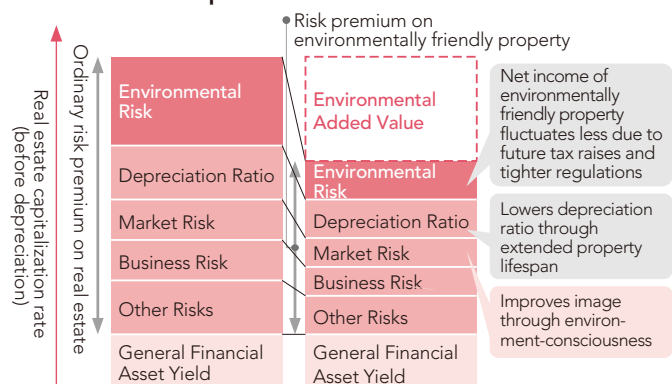 Risk premium on
environmentally friendly property
Real estate capitalization rate
(before depreciation)
Ordinary risk premium on real estate
Environmental
Risk
Depreciation Ratio
Market Risk
Business Risk
Other Risks
General Financial
Asset Yield
Environmental
Added Value
Environmental
Risk
Depreciation Ratio
Market Risk
Business Risk
Other Risks
General Financial
Asset Yield
Net income of
environmentally
friendly property
fluctuates less due to
future tax raises and
tighter regulations
Lowers depreciation
ratio through
extended property
lifespan
Improves image
through environ-
ment-consciousness